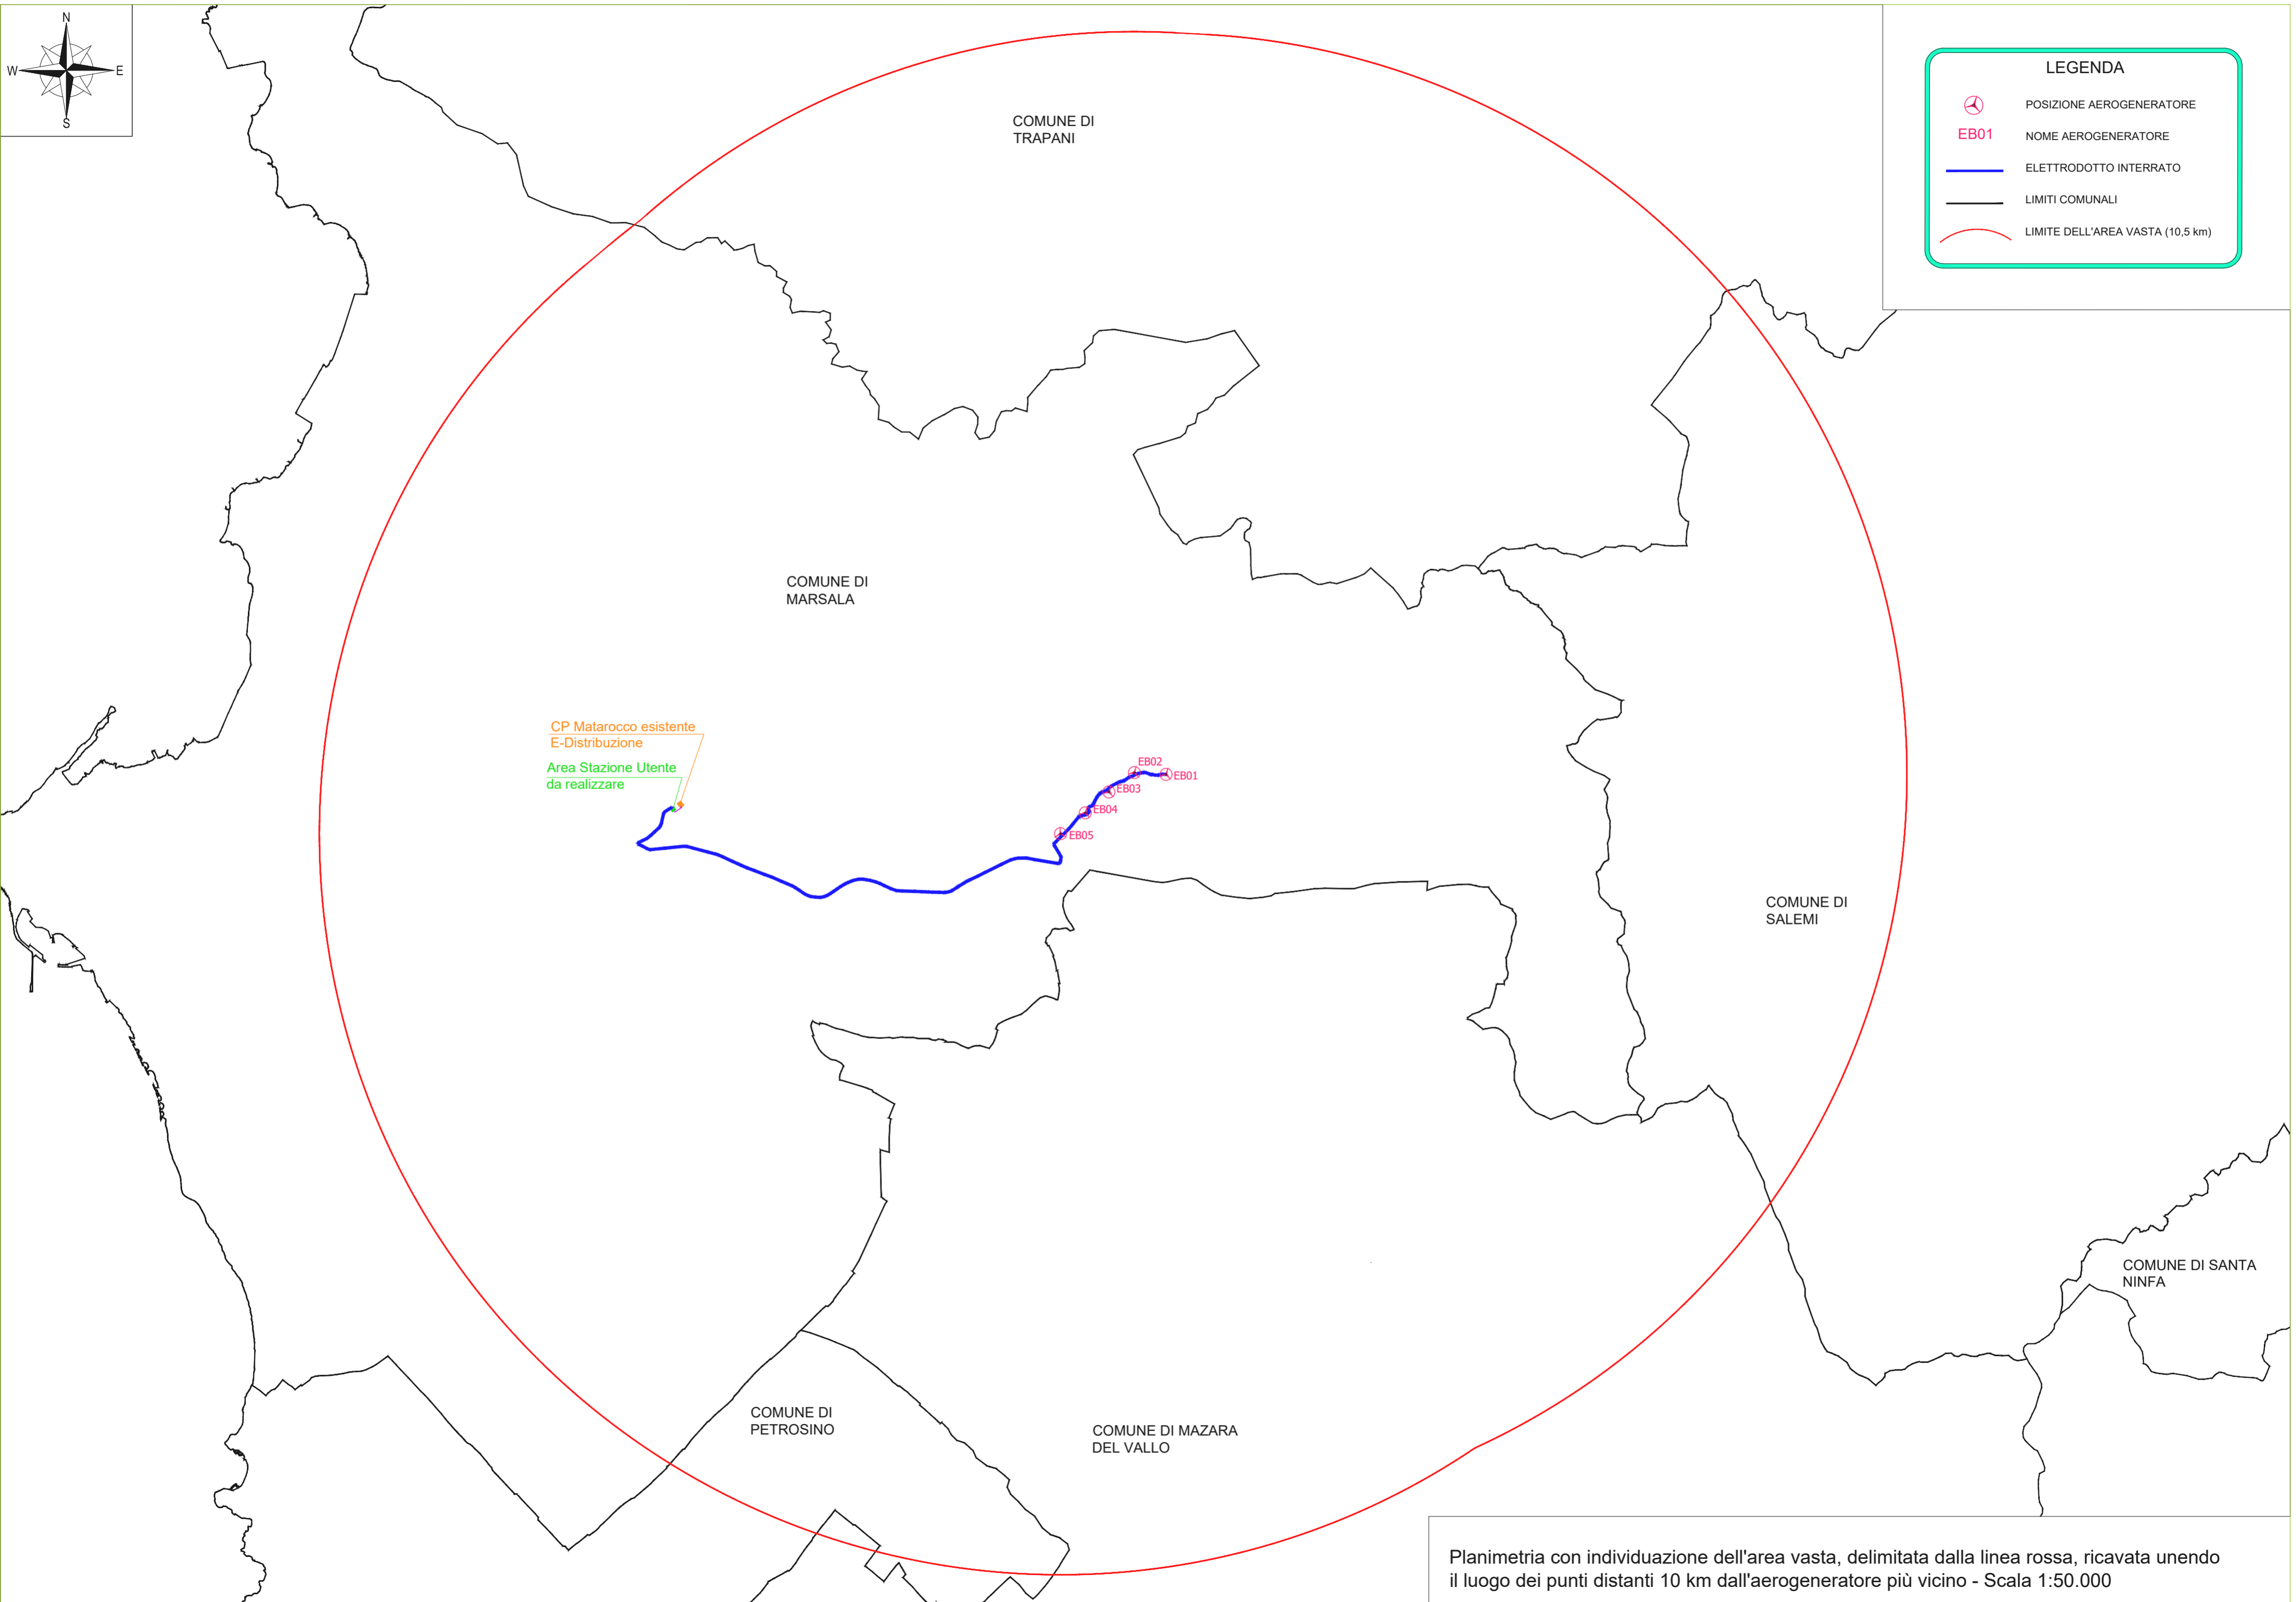 N
W
E
S
LEGENDA
POSIZIONE AEROGENERATORE
EB01
NOME AEROGENERATORE
ELETTRODOTTO INTERRATO
LIMITI COMUNALI
LIMITE DELL'AREA VASTA (10,5 km)
COMUNE DI
TRAPANI
COMUNE DI
MARSALA
CP Matarocco esistente
E-Distribuzione
Area Stazione Utente
da realizzare
EB02
EB01
EB03
EB04
EB05
COMUNE DI
SALEMI
COMUNE DI SANTA
NINFA
COMUNE DI
PETROSINO
COMUNE DI MAZARA
DEL VALLO
Planimetria con individuazione dell'area vasta, delimitata dalla linea rossa, ricavata unendo
il luogo dei punti distanti 10 km dall'aerogeneratore più vicino - Scala 1:50.000